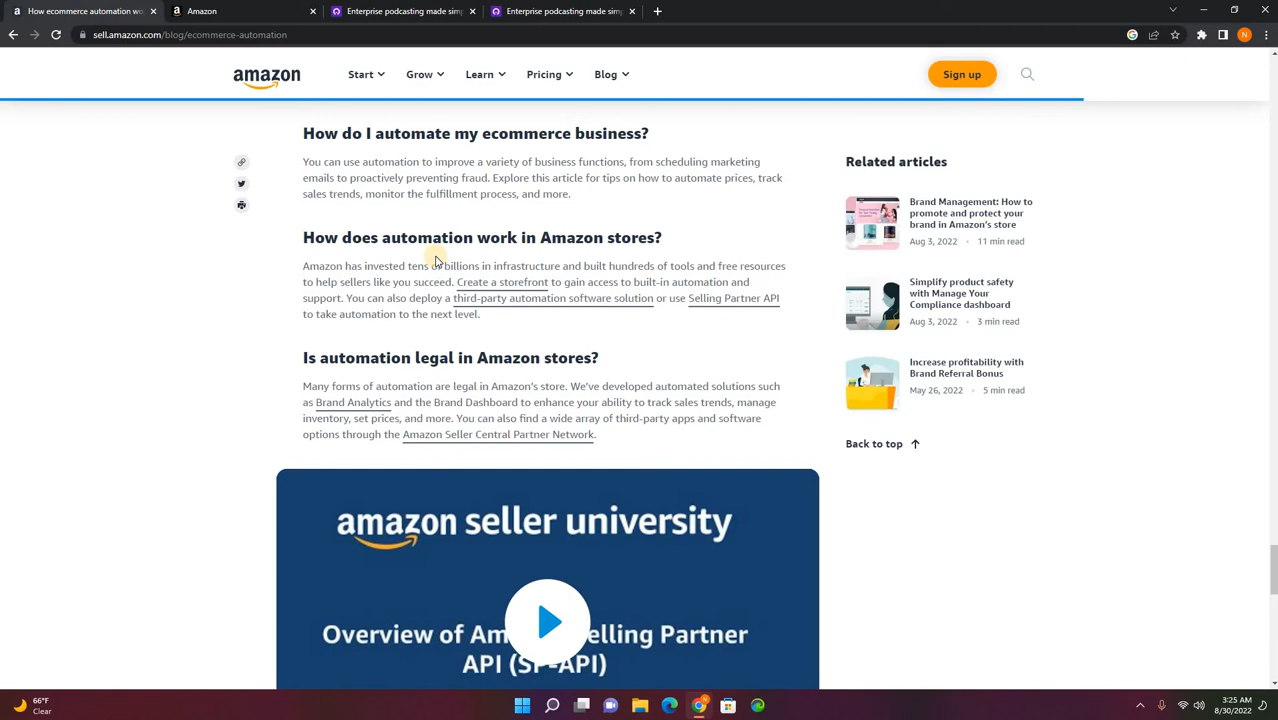 How ecommerce automation wo
Amazon
Enterprise podcasting made sim
Enterprise podcasting made sim
sell.amazon.com/blog/ecommerce-automation
N
amazon
Start
Grow
Learn
Pricing
Blog
Sign up
How do I automate my ecommerce business?
You can use automation to improve a variety of business functions, from scheduling marketing
emails to proactively preventing fraud. Explore this article for tips on how to automate prices, track
sales trends, monitor the fulfillment process, and more.
How does automation work in Amazon stores?
Amazon has invested tens billions in infrastructure and built hundreds of tools and free resources
to help sellers like you succeed. Create a storefront to gain access to built-in automation and
support. You can also deploy a third-party automation software solution or use Selling Partner API
to take automation to the next level.
Is automation legal in Amazon stores?
Many forms of automation are legal in Amazon's store. We've developed automated solutions such
as Brand Analytics and the Brand Dashboard to enhance your ability to track sales trends, manage
inventory, set prices, and more. You can also find a wide array of third-party apps and software
options through the Amazon Seller Central Partner Network.
amazon seller university
Overview of Am elling Partner
API (SP-API)
Related articles
Brand Management: How to
promote and protect your
brand in Amazon's store
Aug 3, 2022 • 11 min read
Simplify product safety
with Manage Your
Compliance dashboard
Aug 3, 2022 • 3 min read
Increase profitability with
Brand Referral Bonus
May 26, 2022 • 5 min read
Back to top
66°F
Clear
3:25 AM
8/30/2022